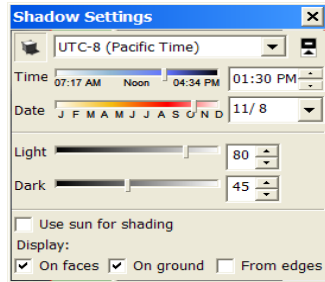 Shadow Settings
UTC-8 (Pacific Time)
Time 07:17 AM Noon 04:34 PM 01:30 PM
Date J F M A M J J A S O N D 11/ 8
Light 80
Dark 45
Use sun for shading
Display:
On faces On ground From edges